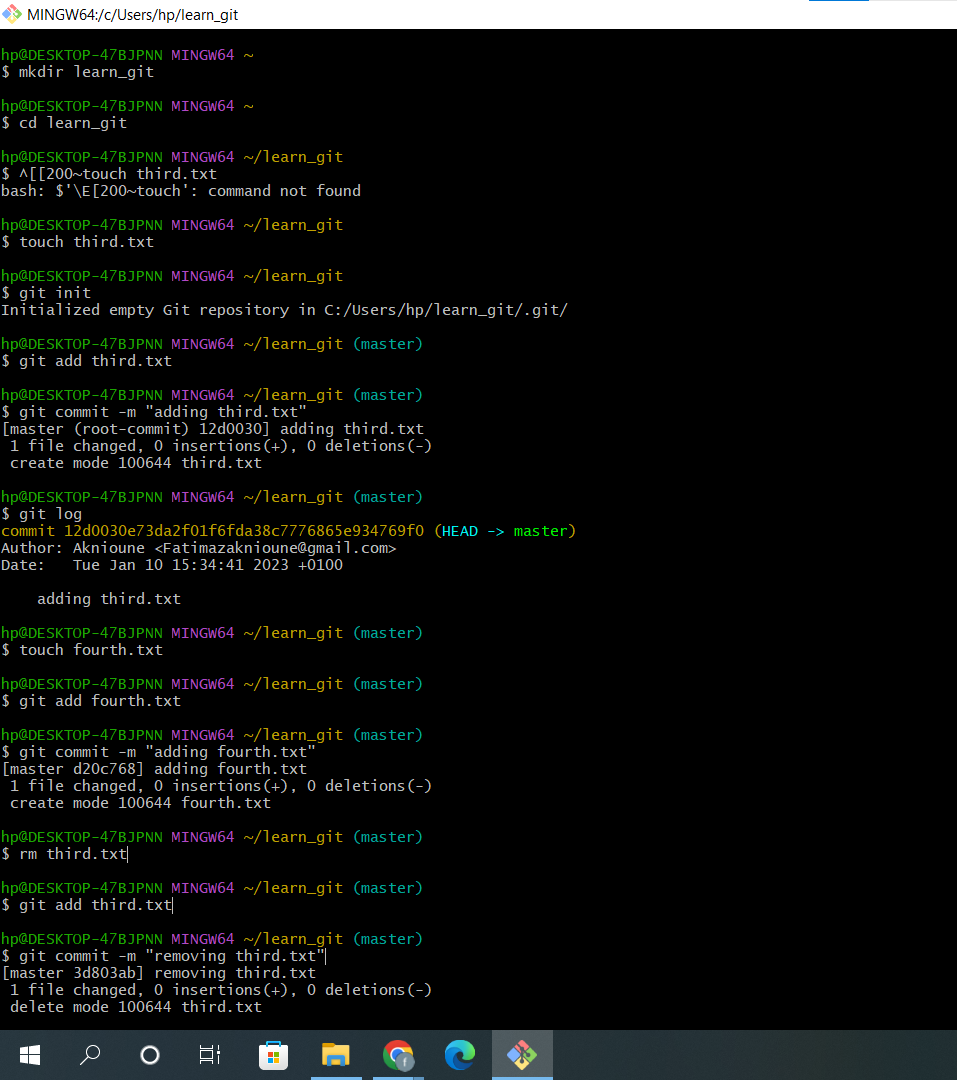 MINGW64:/c/Users/hp/learn_git
hp@DESKTOP-47BJPNN MINGW64 ~
$ mkdir learn_git
hp@DESKTOP-47BJPNN MINGW64 ~
$ cd learn_git
hp@DESKTOP-47BJPNN MINGW64 ~/learn_git
$ ^[[200~touch third.txt
bash: $'\E[200~touch': command not found
hp@DESKTOP-47BJPNN MINGW64 ~/learn_git
$ touch third.txt
hp@DESKTOP-47BJPNN MINGW64 ~/learn_git
$ git init
Initialized empty Git repository in C:/Users/hp/learn_git/.git/
hp@DESKTOP-47BJPNN MINGW64 ~/learn_git (master)
$ git add third.txt
hp@DESKTOP-47BJPNN MINGW64 ~/learn_git (master)
$ git commit -m "adding third.txt"
[master (root-commit) 12d0030] adding third.txt
 1 file changed, 0 insertions(+), 0 deletions(-)
 create mode 100644 third.txt
hp@DESKTOP-47BJPNN MINGW64 ~/learn_git (master)
$ git log
commit 12d0030e73da2f01f6fda38c7776865e934769f0 (HEAD -> master)
Author: Aknioune <Fatimazaknioune@gmail.com>
Date:   Tue Jan 10 15:34:41 2023 +0100
    adding third.txt
hp@DESKTOP-47BJPNN MINGW64 ~/learn_git (master)
$ touch fourth.txt
hp@DESKTOP-47BJPNN MINGW64 ~/learn_git (master)
$ git add fourth.txt
hp@DESKTOP-47BJPNN MINGW64 ~/learn_git (master)
$ git commit -m "adding fourth.txt"
[master d20c768] adding fourth.txt
 1 file changed, 0 insertions(+), 0 deletions(-)
 create mode 100644 fourth.txt
hp@DESKTOP-47BJPNN MINGW64 ~/learn_git (master)
$ rm third.txt
hp@DESKTOP-47BJPNN MINGW64 ~/learn_git (master)
$ git add third.txt
hp@DESKTOP-47BJPNN MINGW64 ~/learn_git (master)
$ git commit -m "removing third.txt"
[master 3d803ab] removing third.txt
 1 file changed, 0 insertions(+), 0 deletions(-)
 delete mode 100644 third.txt